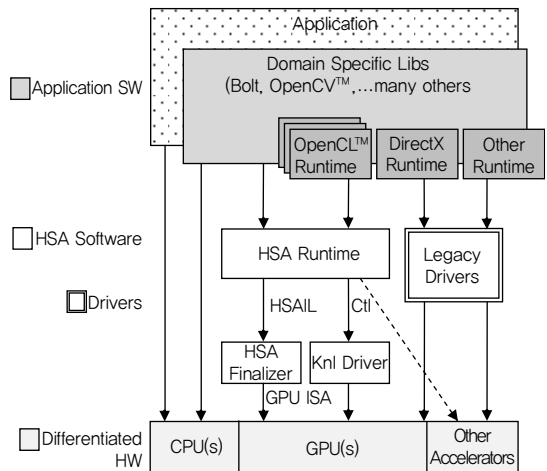 Application
Domain Specific Libs
(Bolt, OpenCV™,...many others
Application SW
OpenCL™
Runtime
DirectX
Runtime
Other
Runtime
HSA Software
HSA Runtime
Legacy
Drivers
Drivers
HSAIL
Ctl
HSA
Finalizer
Knl Driver
GPU ISA
Differentiated
HW
CPU(s)
GPU(s)
Other
Accelerators